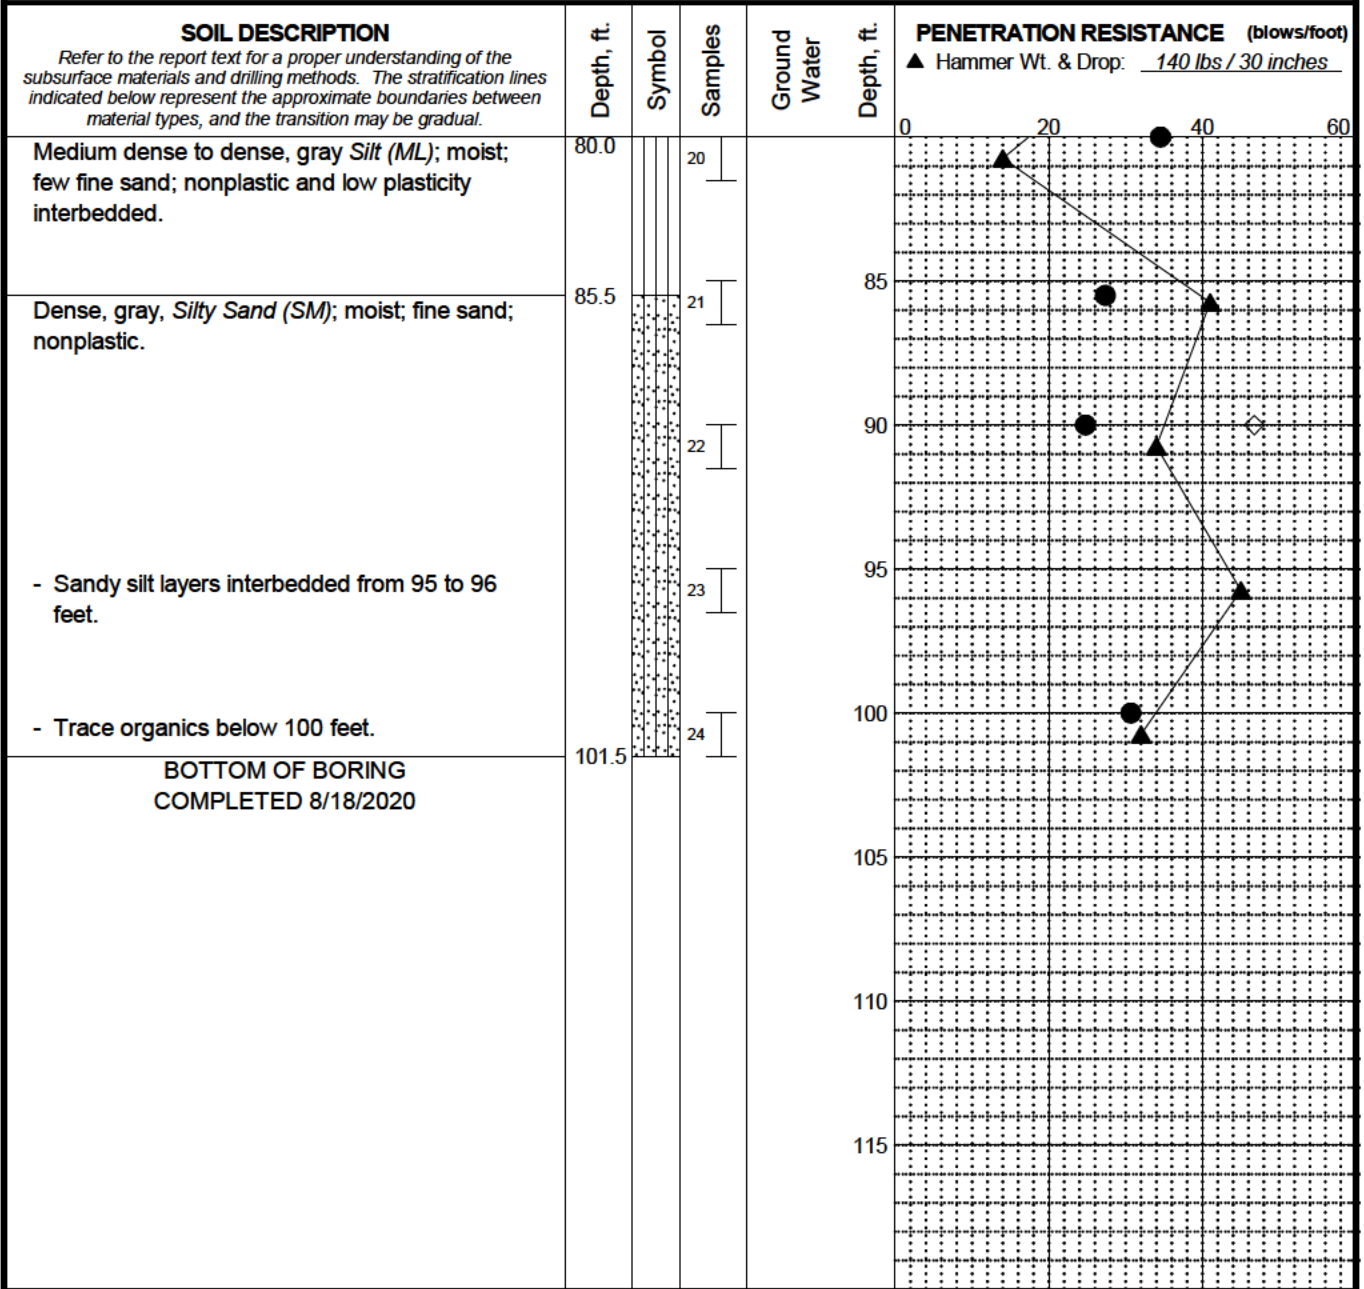 SOIL DESCRIPTION
Refer to the report text for a proper understanding of the
subsurface materials and drilling methods. The stratification lines
indicated below represent the approximate boundaries between
material types, and the transition may be gradual.
Depth, ft.
Symbol
Samples
Ground
Water
Depth, ft.
PENETRATION RESISTANCE (blows/foot)
▲ Hammer Wt. & Drop: 140 lbs / 30 inches
0 20 40 60
Medium dense to dense, gray Silt (ML); moist;
few fine sand; nonplastic and low plasticity
interbedded.
80.0
20
85
Dense, gray, Silty Sand (SM); moist; fine sand;
nonplastic.
85.5
21
90
22
95
- Sandy silt layers interbedded from 95 to 96
feet.
23
100
- Trace organics below 100 feet.
24
101.5
BOTTOM OF BORING
COMPLETED 8/18/2020
105
110
115